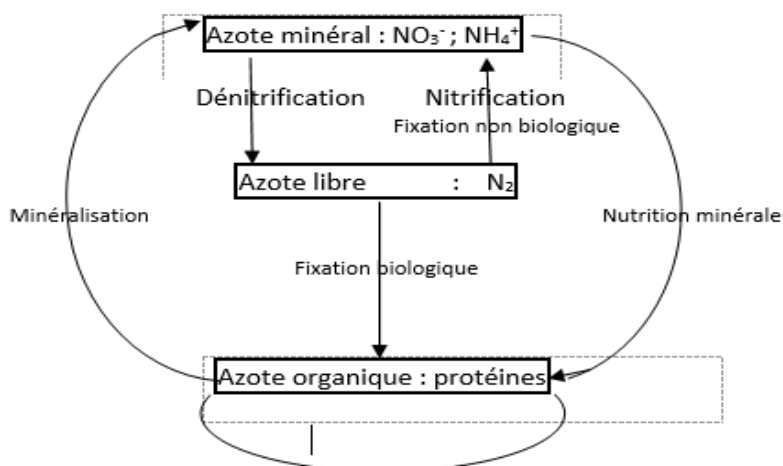 Azote minéral : NO₃⁻ ; NH₄⁺
Dénitrification
Nitrification
Fixation non biologique
Azote libre : N₂
Minéralisation
Nutrition minérale
Fixation biologique
Azote organique : protéines